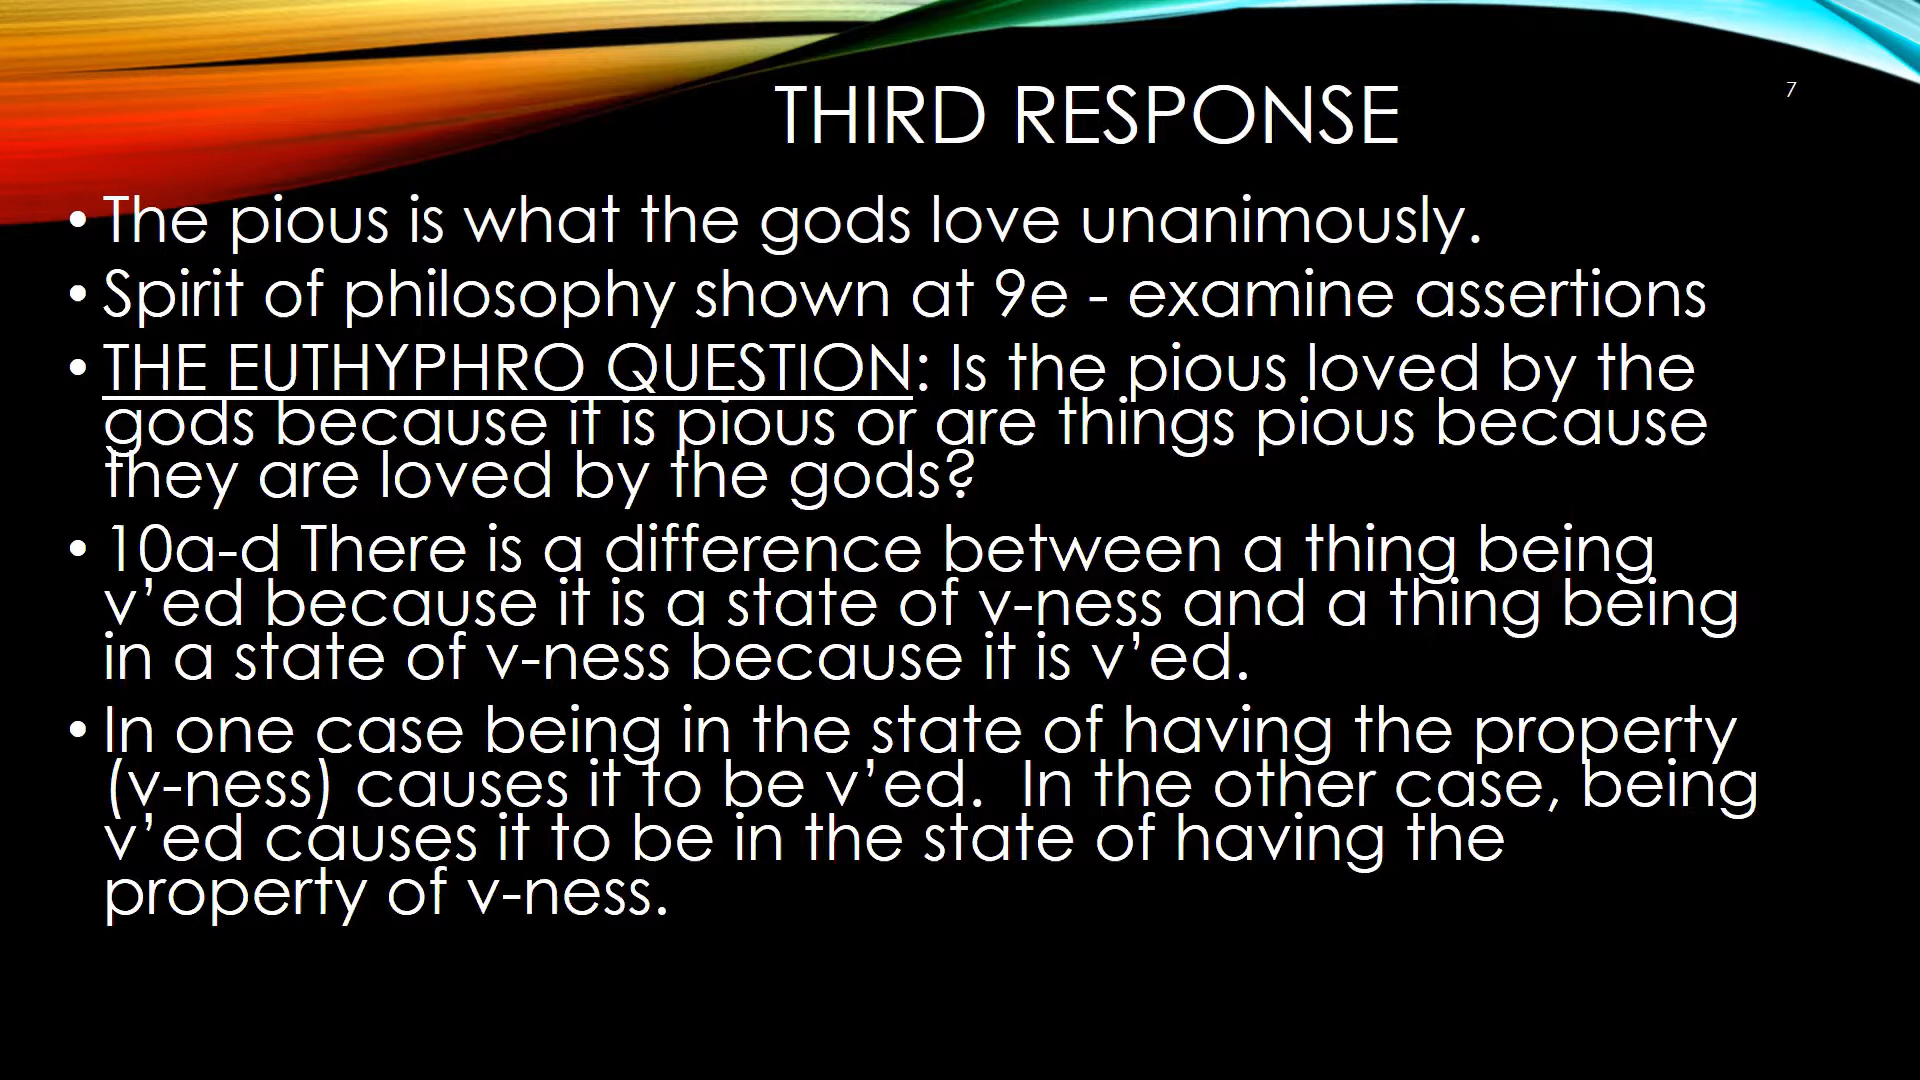 THIRD RESPONSE
7
• The pious is what the gods love unanimously.
• Spirit of philosophy shown at 9e - examine assertions
• THE EUTHYPHRO QUESTION: Is the pious loved by the
gods because it is pious or are things pious because
they are loved by the gods?
• 10a-d There is a difference between a thing being
v’ed because it is a state of v-ness and a thing being
in a state of v-ness because it is v’ed.
• In one case being in the state of having the property
(v-ness) causes it to be v’ed.  In the other case, being
v’ed causes it to be in the state of having the
property of v-ness.